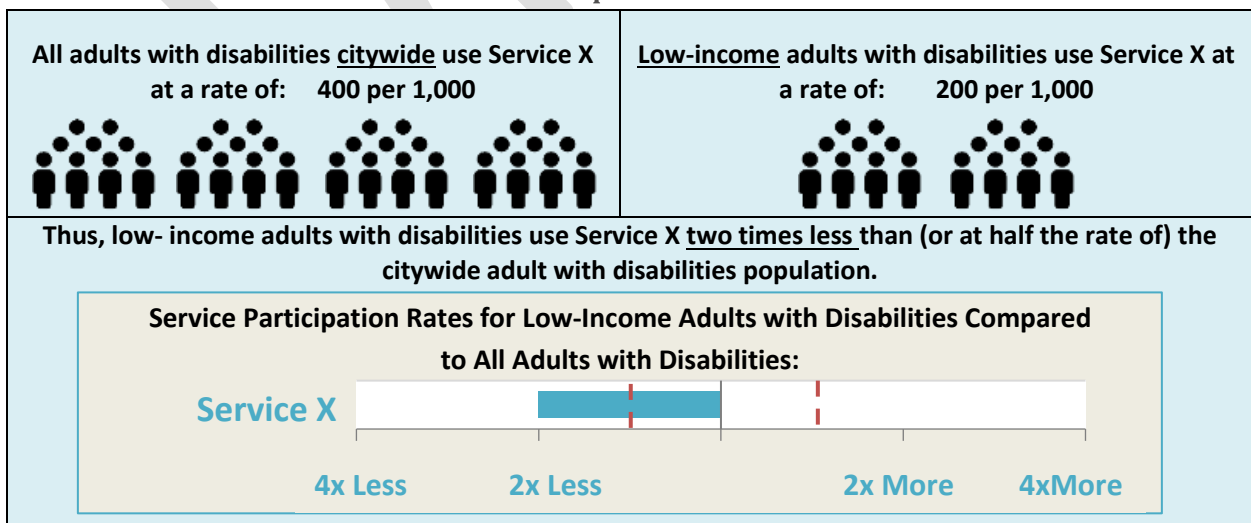 All adults with disabilities citywide use Service X
at a rate of: 400 per 1,000
Low-income adults with disabilities use Service X at
a rate of: 200 per 1,000
Thus, low- income adults with disabilities use Service X two times less than (or at half the rate of) the
citywide adult with disabilities population.
Service Participation Rates for Low-Income Adults with Disabilities Compared
to All Adults with Disabilities:
Service X
4x Less 2x Less 2x More 4xMore